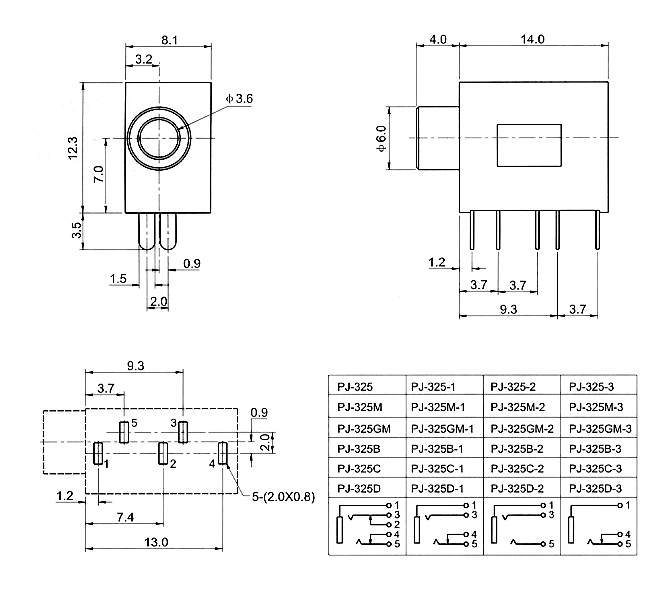 8.1
3.2
ϕ3.6
12.3
7.0
3.5
1.5
0.9
2.0
4.0
14.0
ϕ6.0
1.2
3.7
3.7
9.3
3.7
9.3
3.7
0.9
2.0
5
3
1
2
4
1.2
5-(2.0X0.8)
7.4
13.0
PJ-325 PJ-325-1 PJ-325-2 PJ-325-3
PJ-325M PJ-325M-1 PJ-325M-2 PJ-325M-3
PJ-325GM PJ-325GM-1 PJ-325GM-2 PJ-325GM-3
PJ-325B PJ-325B-1 PJ-325B-2 PJ-325B-3
PJ-325C PJ-325C-1 PJ-325C-2 PJ-325C-3
PJ-325D PJ-325D-1 PJ-325D-2 PJ-325D-3
1 1 1 1
3 3 3
2
4 4 4
5 5 5 5